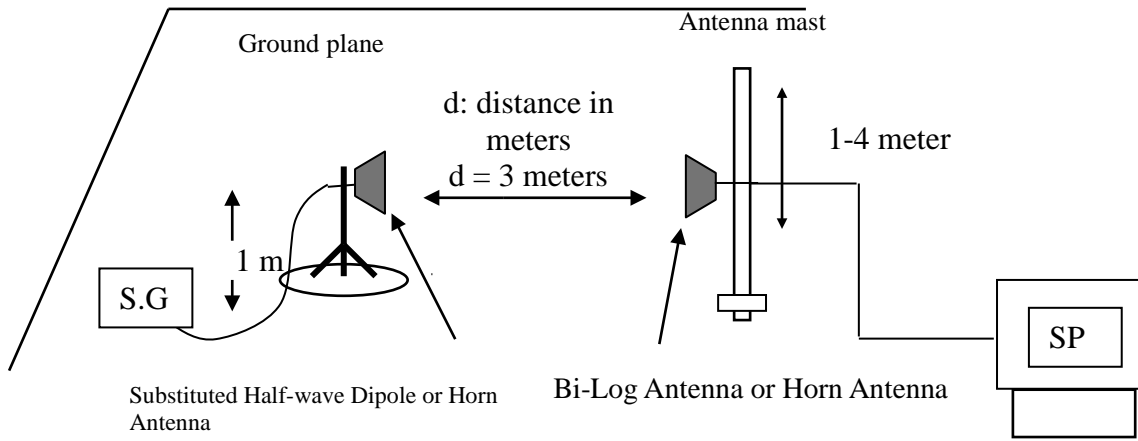 Ground plane
Antenna mast
d: distance in
meters
d = 3 meters
1-4 meter
1 m
S.G
SP
Substituted Half-wave Dipole or Horn
Antenna
Bi-Log Antenna or Horn Antenna